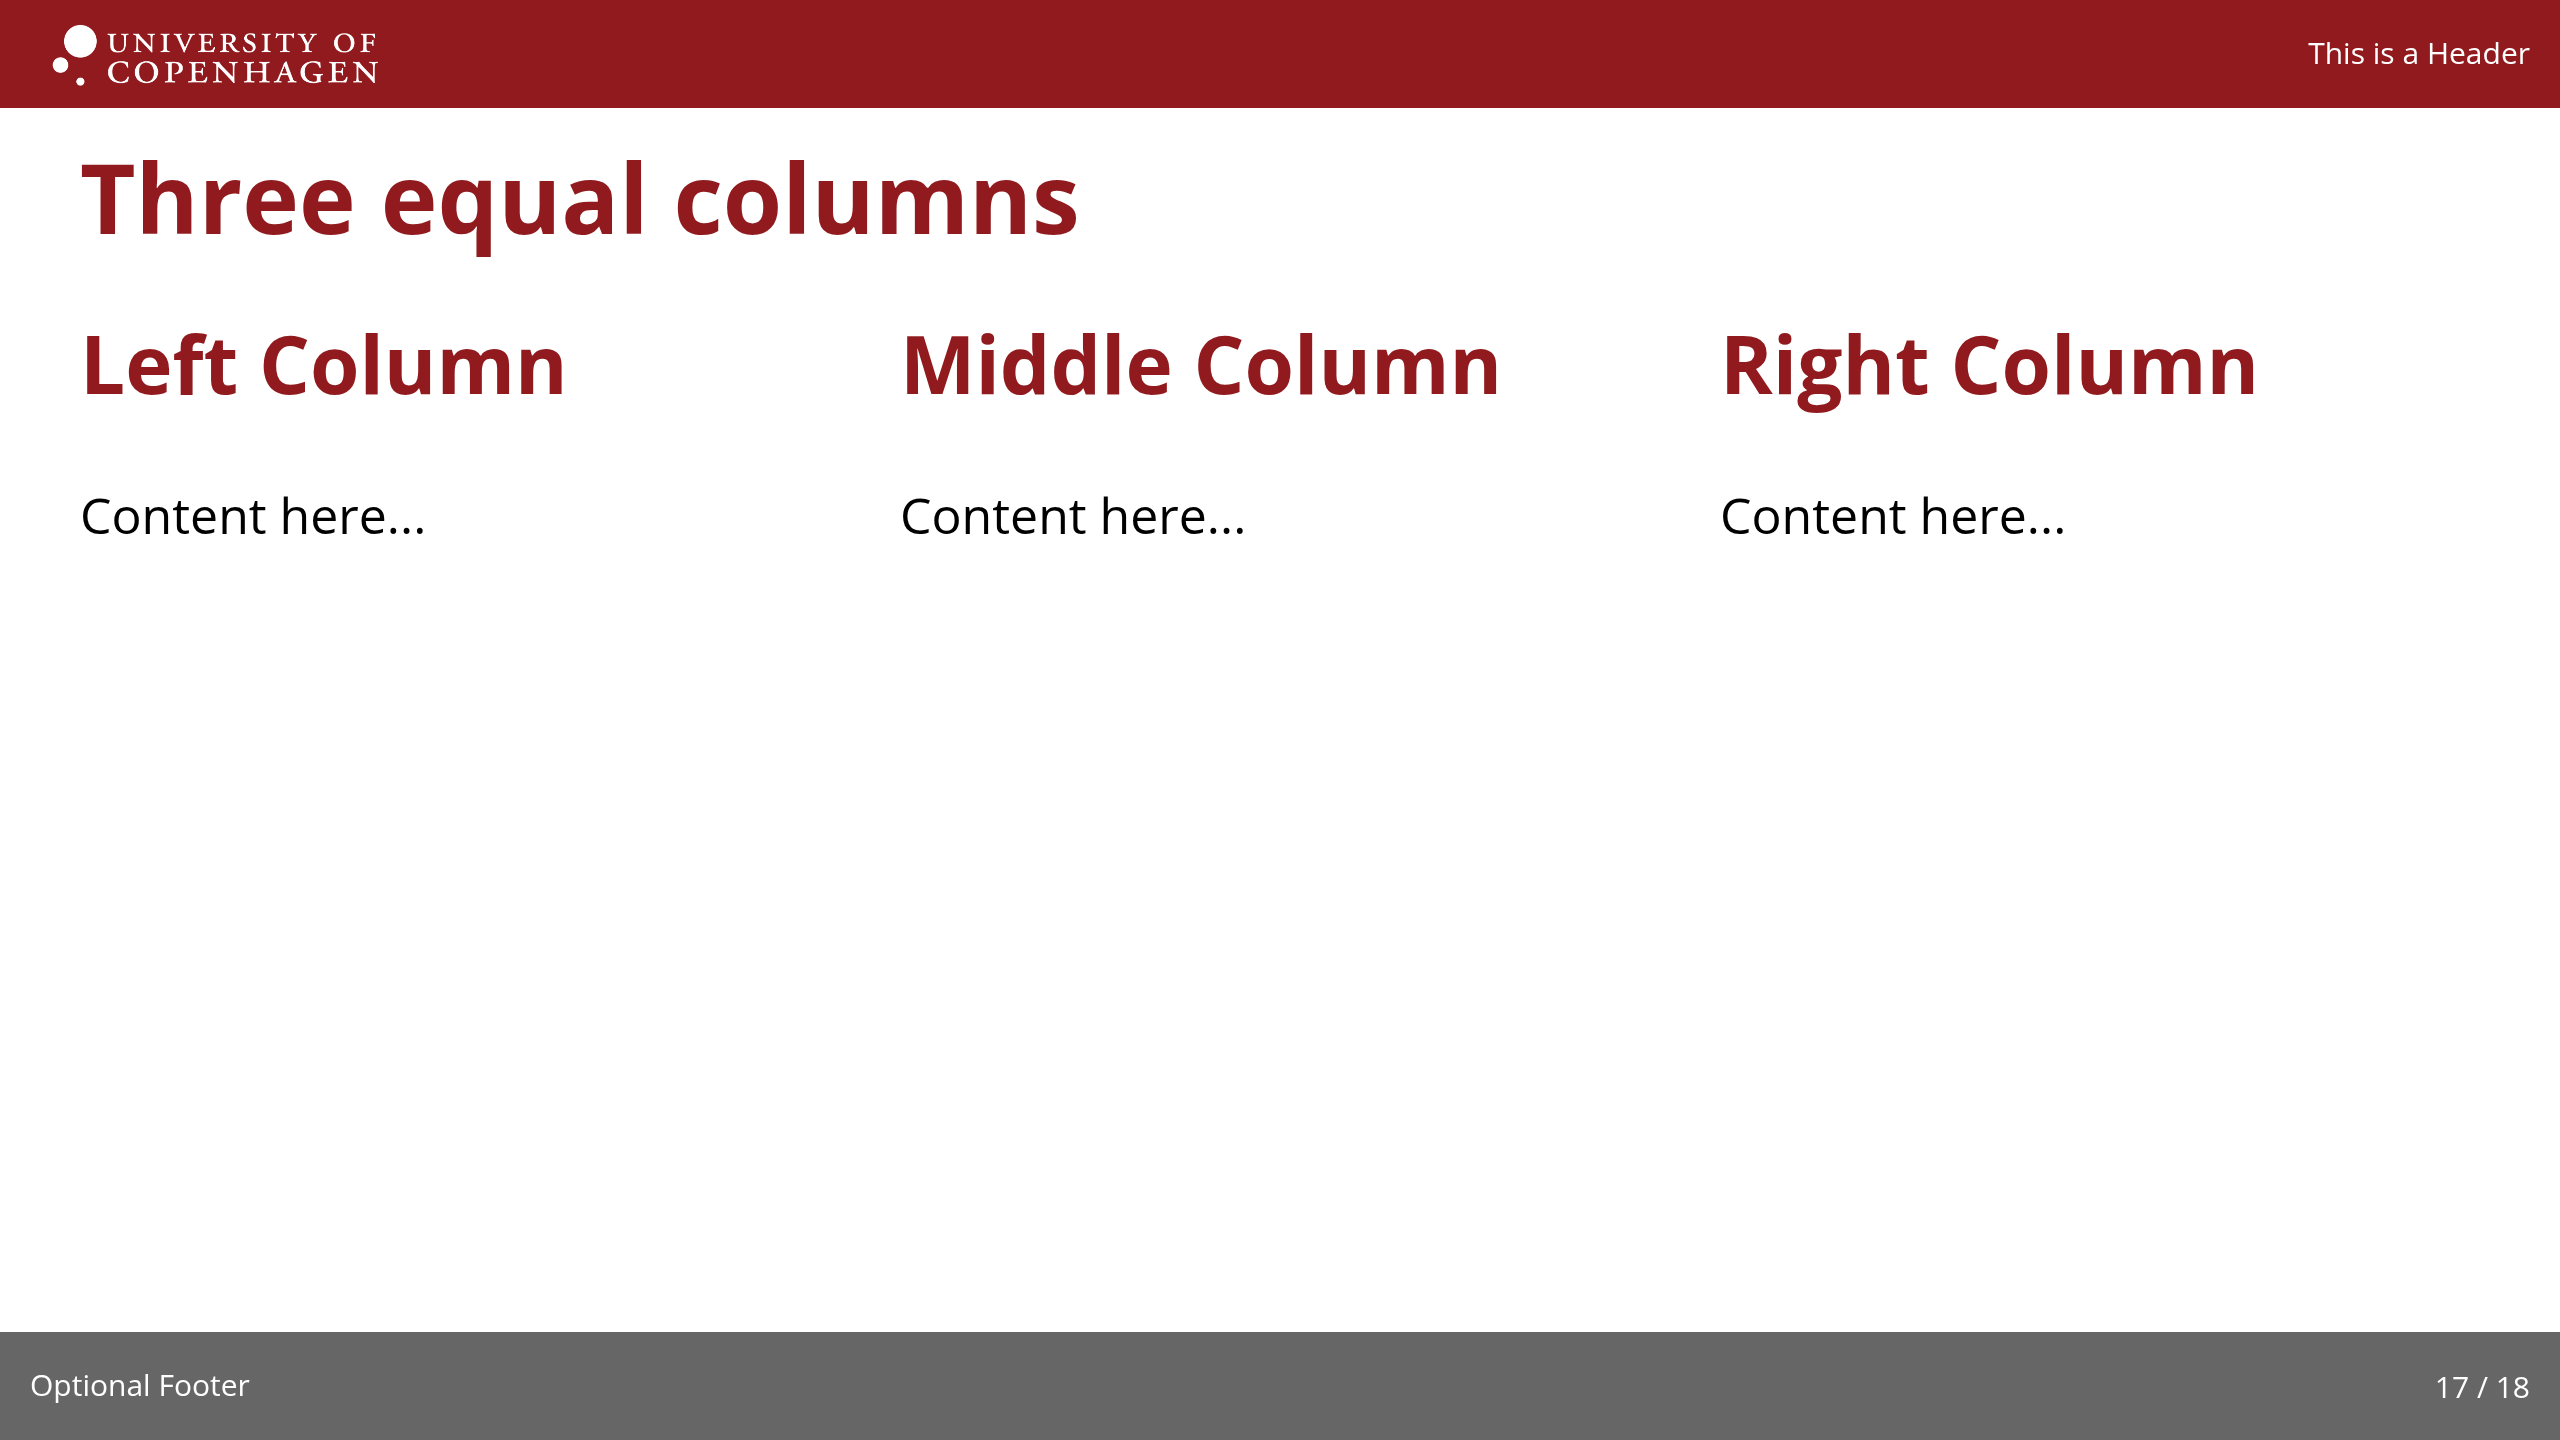 UNIVERSITY OF
COPENHAGEN
This is a Header
Three equal columns
Left Column
Content here...
Middle Column
Content here...
Right Column
Content here...
Optional Footer
17 / 18